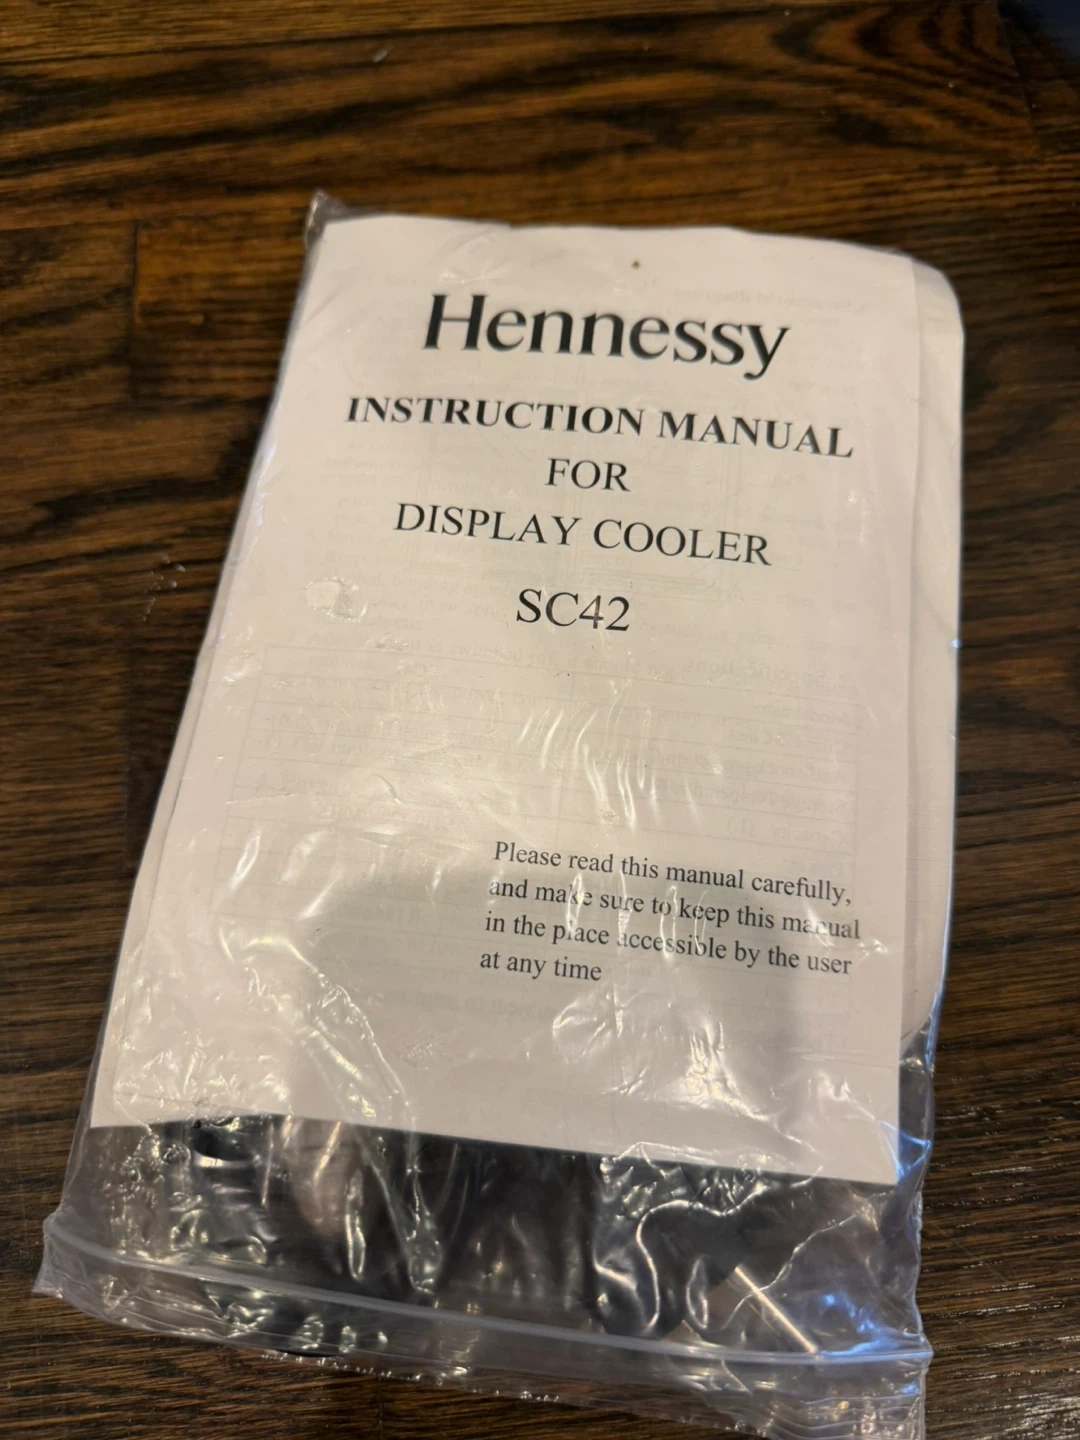 Hennessy
INSTRUCTION MANUAL
FOR
DISPLAY COOLER
SC42
Please read this manual carefully,
and make sure to keep this manual
in the place accessible by the user
at any time